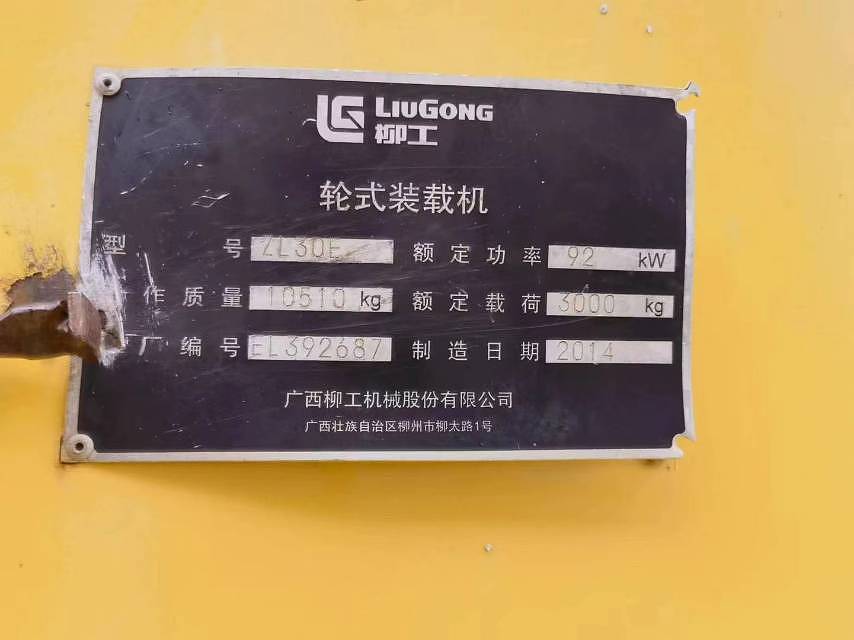 LG LIUGONG
柳工
轮式装载机
型号 ZL30E 额定功率 92 kW
作质量 10510 kg 额定载荷 3000 kg
厂编号 EL392687 制造日期 2014
广西柳工机械股份有限公司
广西壮族自治区柳州市柳太路1号